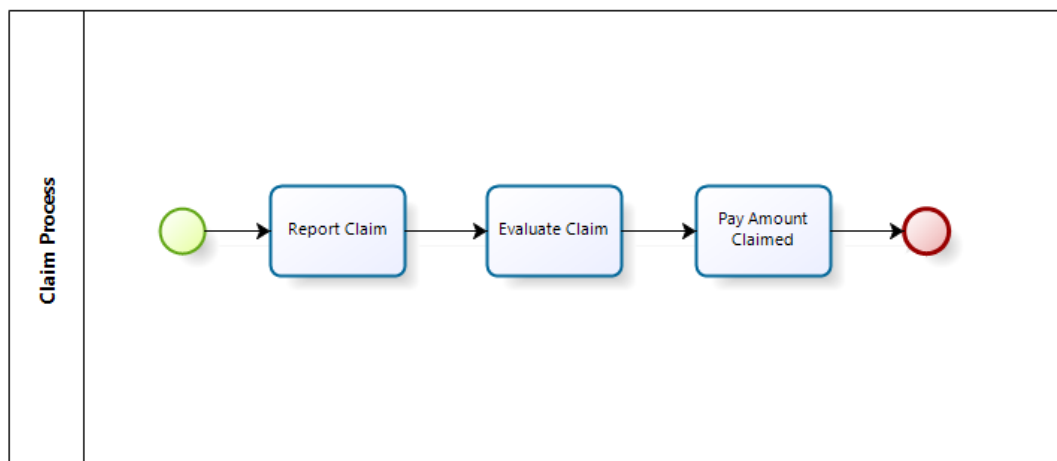 Claim Process
Report Claim
Evaluate Claim
Pay Amount
Claimed